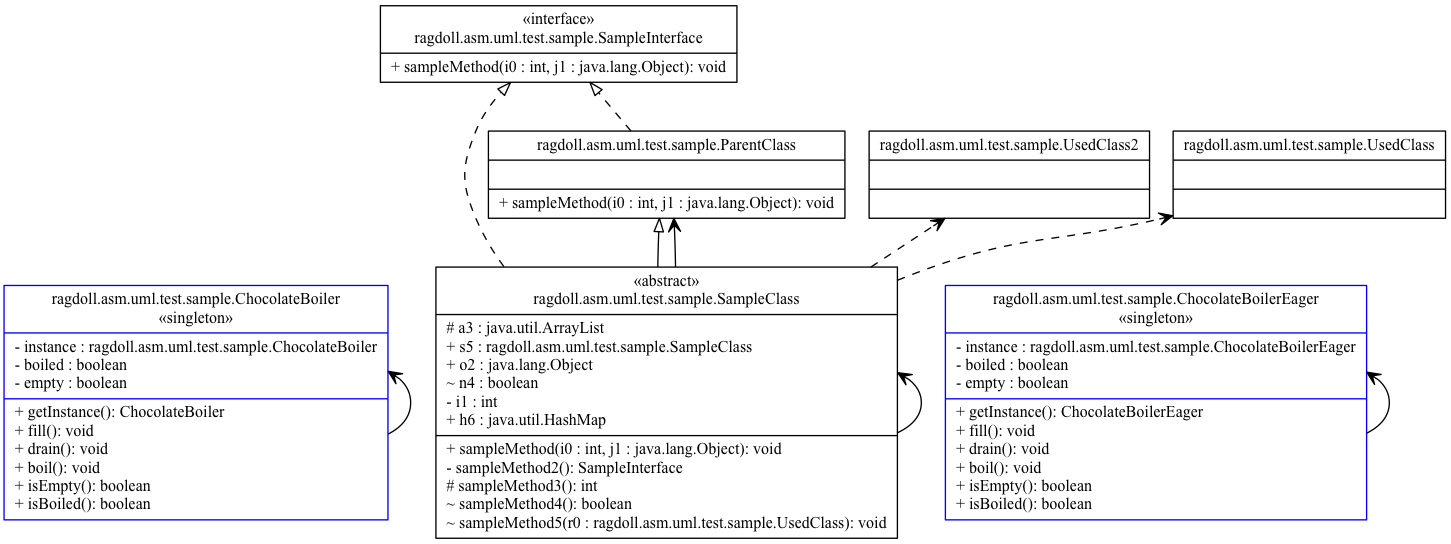 «interface»
ragdoll.asm.uml.test.sample.SampleInterface
+ sampleMethod(i0 : int, j1 : java.lang.Object): void
ragdoll.asm.uml.test.sample.ParentClass
+ sampleMethod(i0 : int, j1 : java.lang.Object): void
ragdoll.asm.uml.test.sample.UsedClass2
ragdoll.asm.uml.test.sample.UsedClass
ragdoll.asm.uml.test.sample.ChocolateBoiler
«singleton»
- instance : ragdoll.asm.uml.test.sample.ChocolateBoiler
- boiled : boolean
- empty : boolean
+ getInstance(): ChocolateBoiler
+ fill(): void
+ drain(): void
+ boil(): void
+ isEmpty(): boolean
+ isBoiled(): boolean
«abstract»
ragdoll.asm.uml.test.sample.SampleClass
# a3 : java.util.ArrayList
+ s5 : ragdoll.asm.uml.test.sample.SampleClass
+ o2 : java.lang.Object
~ n4 : boolean
- i1 : int
+ h6 : java.util.HashMap
+ sampleMethod(i0 : int, j1 : java.lang.Object): void
- sampleMethod2(): SampleInterface
# sampleMethod3(): int
~ sampleMethod4(): boolean
~ sampleMethod5(r0 : ragdoll.asm.uml.test.sample.UsedClass): void
ragdoll.asm.uml.test.sample.ChocolateBoilerEager
«singleton»
- instance : ragdoll.asm.uml.test.sample.ChocolateBoilerEager
- boiled : boolean
- empty : boolean
+ getInstance(): ChocolateBoilerEager
+ fill(): void
+ drain(): void
+ boil(): void
+ isEmpty(): boolean
+ isBoiled(): boolean